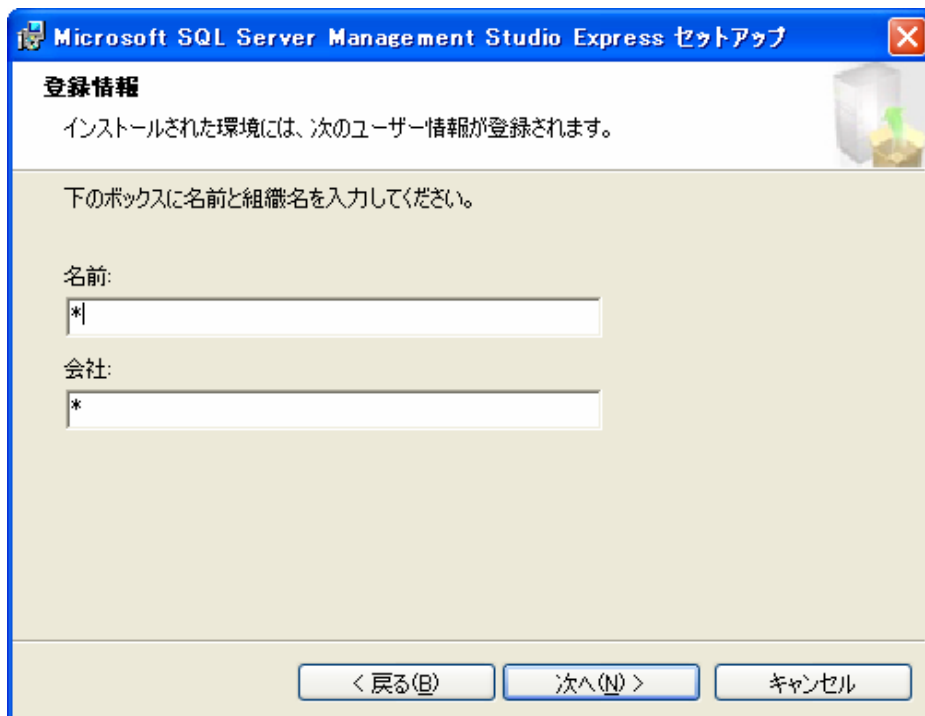 Microsoft SQL Server Management Studio Express セットアップ
登録情報
インストールされた環境には、次のユーザー情報が登録されます。
下のボックスに名前と組織名を入力してください。
名前:
*
会社:
*
< 戻る(B)
次へ(N) >
キャンセル